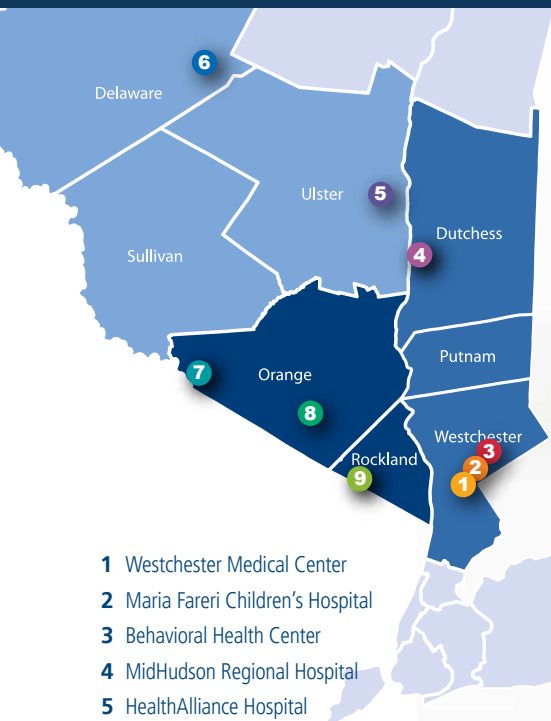 6
Delaware
Ulster
5
Dutchess
4
Sullivan
Putnam
7
Orange
8
Westchester
3
Rockland
2
9
1
1 Westchester Medical Center
2 Maria Fareri Children's Hospital
3 Behavioral Health Center
4 MidHudson Regional Hospital
5 HealthAlliance Hospital